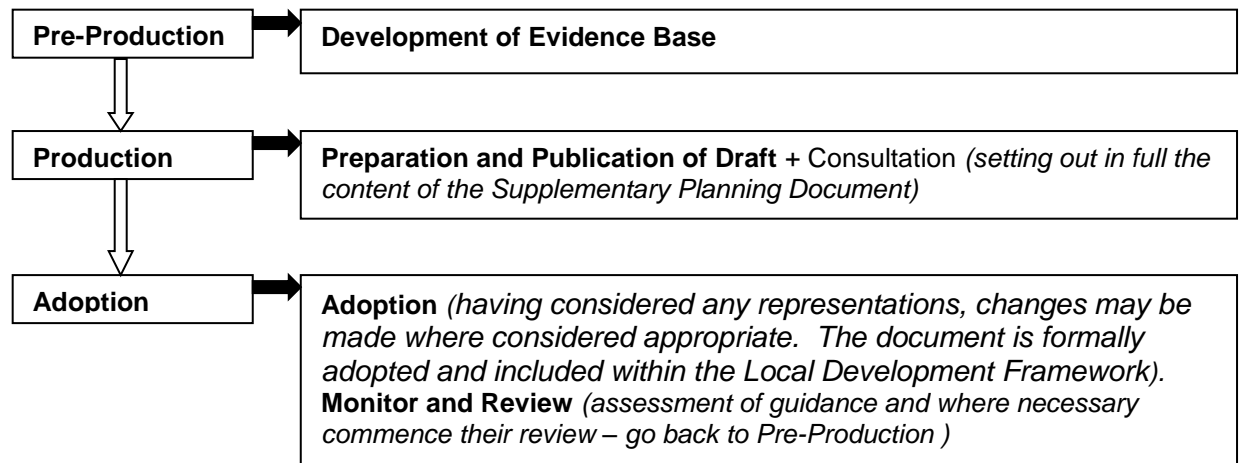 Pre-Production
Development of Evidence Base
Production
Preparation and Publication of Draft + Consultation (setting out in full the
content of the Supplementary Planning Document)
Adoption
Adoption (having considered any representations, changes may be
made where considered appropriate.  The document is formally
adopted and included within the Local Development Framework).
Monitor and Review (assessment of guidance and where necessary
commence their review – go back to Pre-Production )